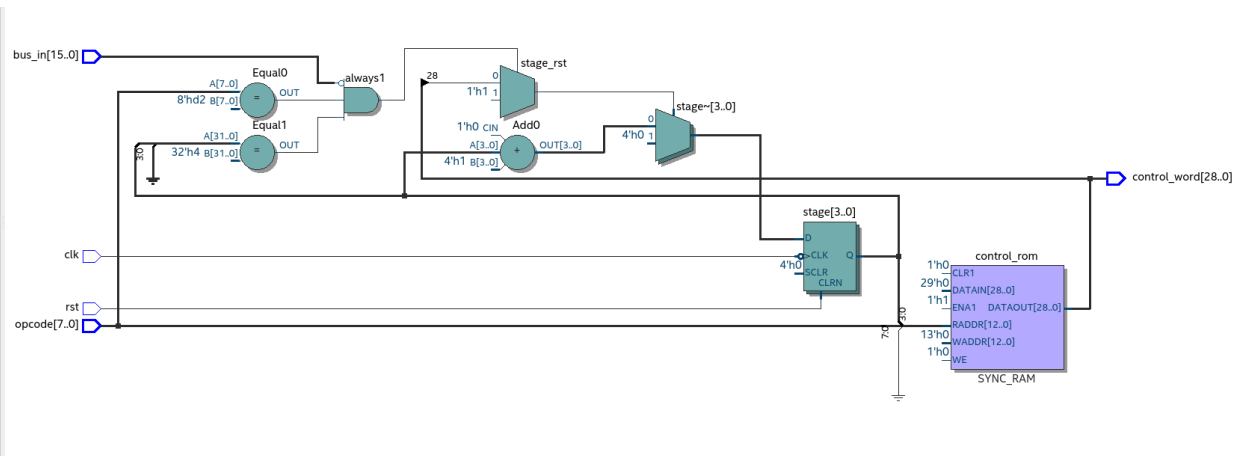 bus_in[15..0]
Equal0
A[7..0]
8'hd2 B[7..0]
=
OUT
always1
Equal1
A[31..0]
32'h4 B[31..0]
=
OUT
3:0
28
stage_rst
0
1'h1 1
1'h0 CIN
Add0
A[3..0]
4'h1 B[3..0]
+
OUT[3..0]
stage~[3..0]
0
4'h0 1
control_word[28..0]
stage[3..0]
D
clk
>CLK
Q
4'h0
SCLR
CLRN
rst
opcode[7..0]
7:0
3:0
control_rom
1'h0
CLR1
29'h0
DATAIN[28..0]
1'h1
ENA1 DATAOUT[28..0]
RADDR[12..0]
13'h0
WADDR[12..0]
1'h0
WE
SYNC_RAM